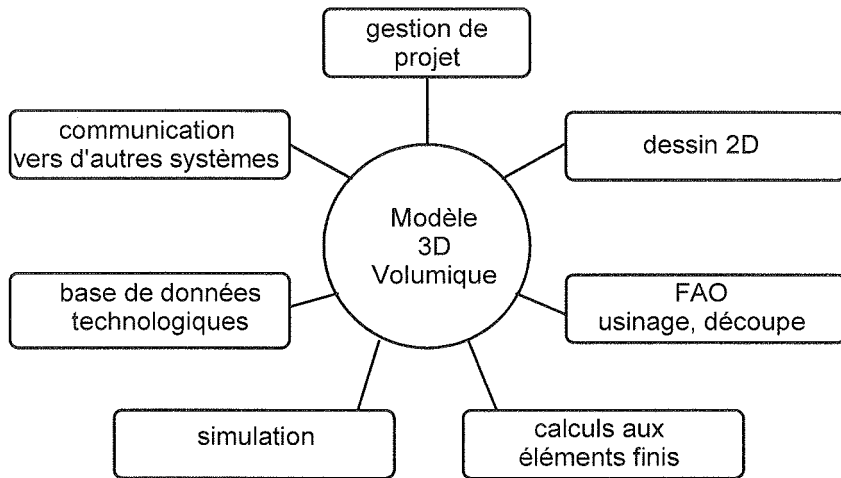 gestion de
projet
communication
vers d'autres systèmes
dessin 2D
Modèle
3D
Volumique
base de données
technologiques
FAO
usinage, découpe
simulation
calculs aux
éléments finis